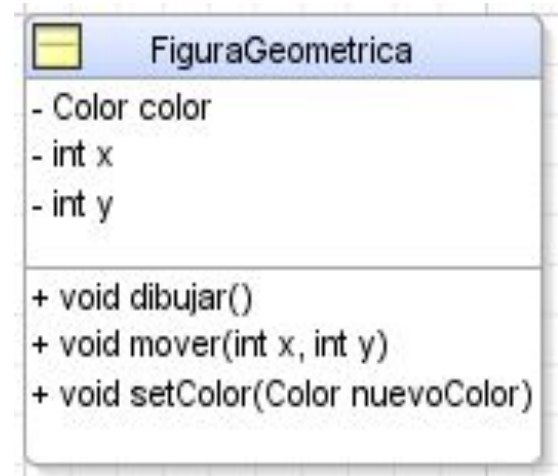 FiguraGeometrica
- Color color
- int x
- int y
+ void dibujar()
+ void mover(int x, int y)
+ void setColor(Color nuevoColor)